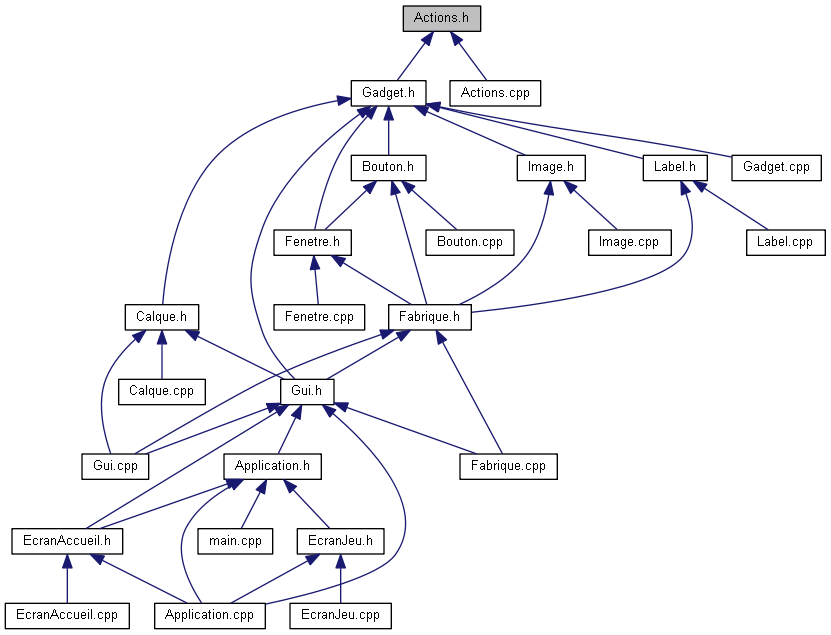 Actions.h
Gadget.h
Actions.cpp
Bouton.h
Image.h
Label.h
Gadget.cpp
Fenetre.h
Bouton.cpp
Image.cpp
Label.cpp
Calque.h
Fenetre.cpp
Fabrique.h
Calque.cpp
Gui.h
Gui.cpp
Application.h
Fabrique.cpp
EcranAccueil.h
main.cpp
EcranJeu.h
EcranAccueil.cpp
Application.cpp
EcranJeu.cpp